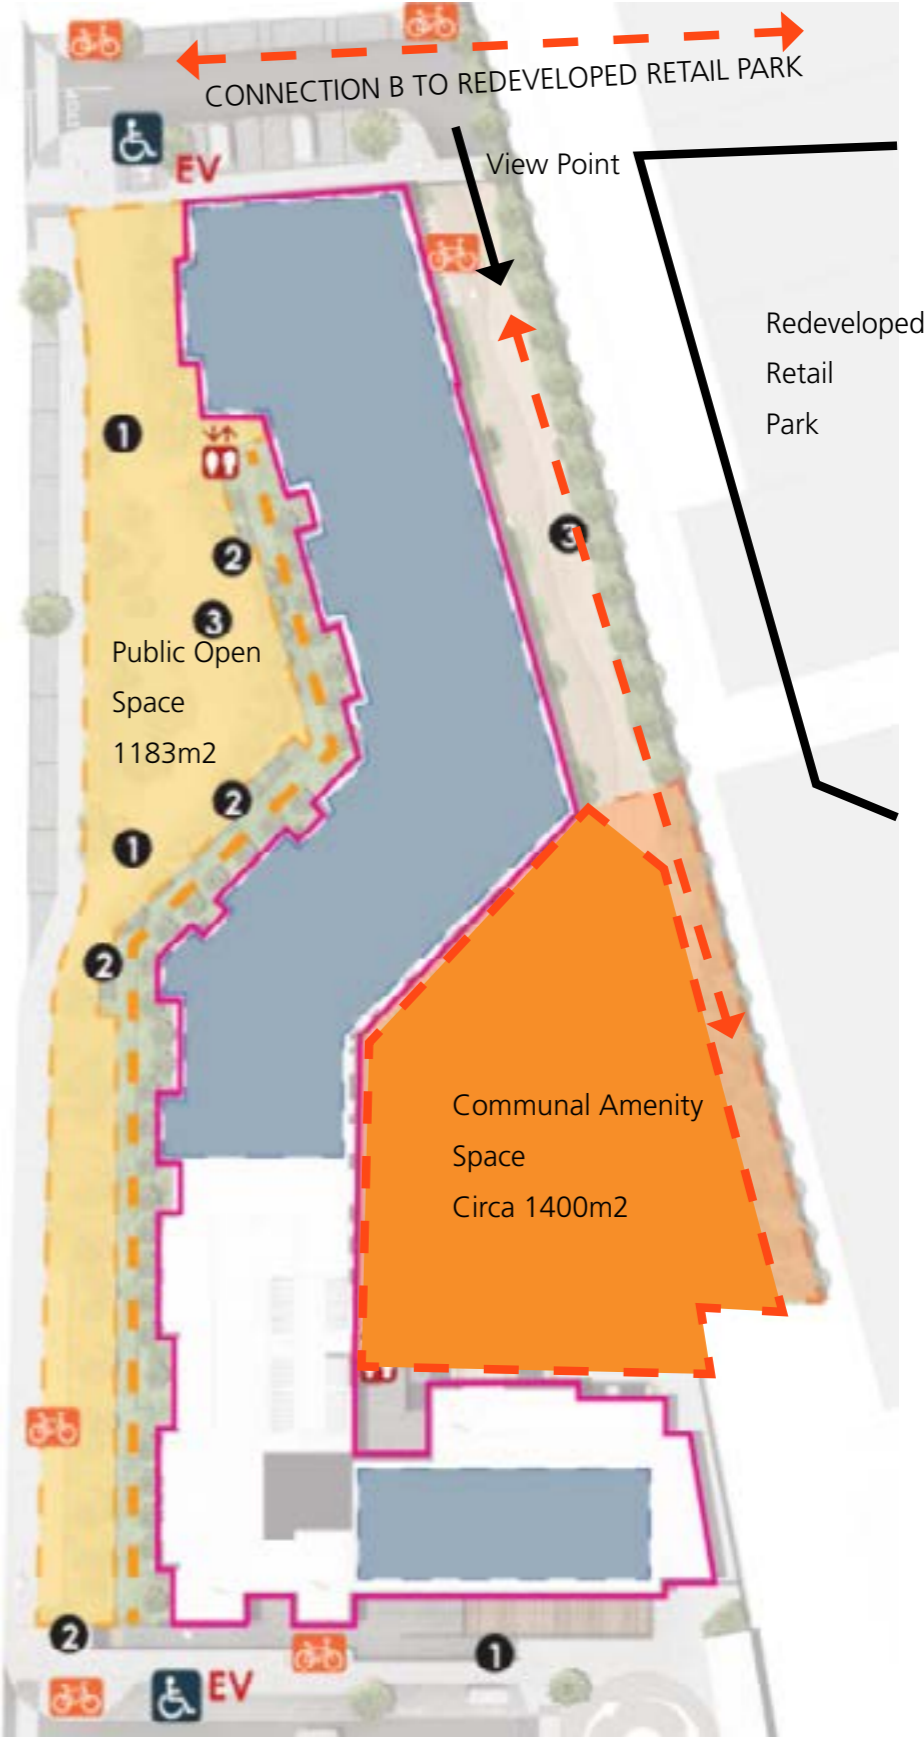 CONNECTION B TO REDEVELOPED RETAIL PARK
EV
View Point
Redeveloped
Retail
Park
1
2
3
3
Public Open
Space
1183m2
2
1
2
Communal Amenity
Space
Circa 1400m2
2
1
EV